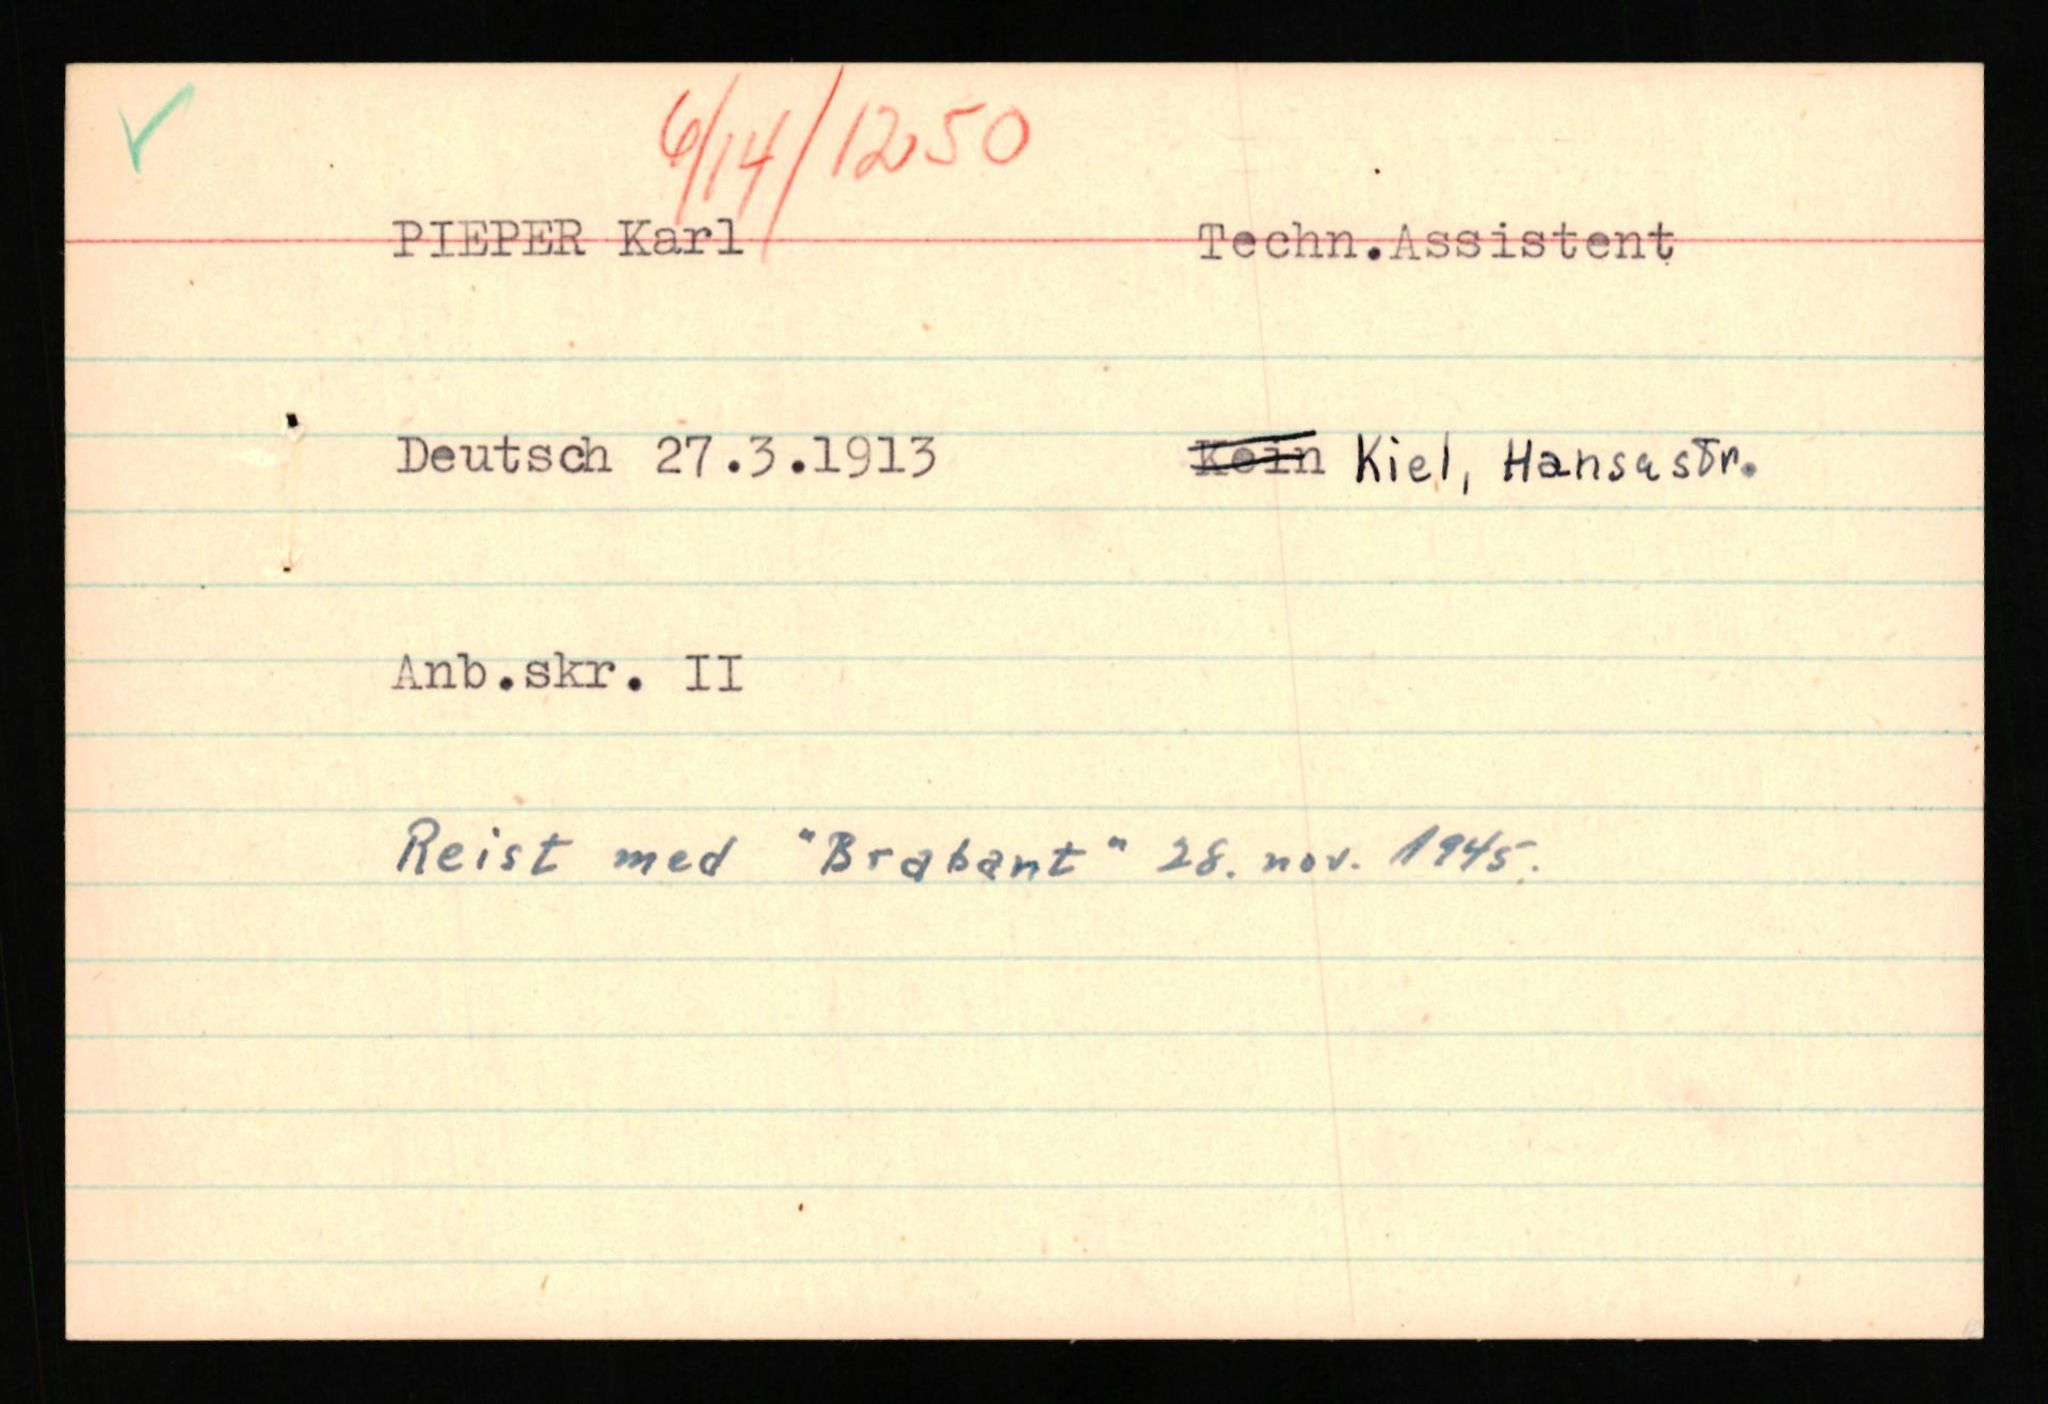 6/14/1250
PIEPER Karl Techn.Assistent
Deutsch 27.3.1913 Kein Kiel, Hansastr.
Anb.skr. II
Reist med "Brabant" 28. nov. 1945.